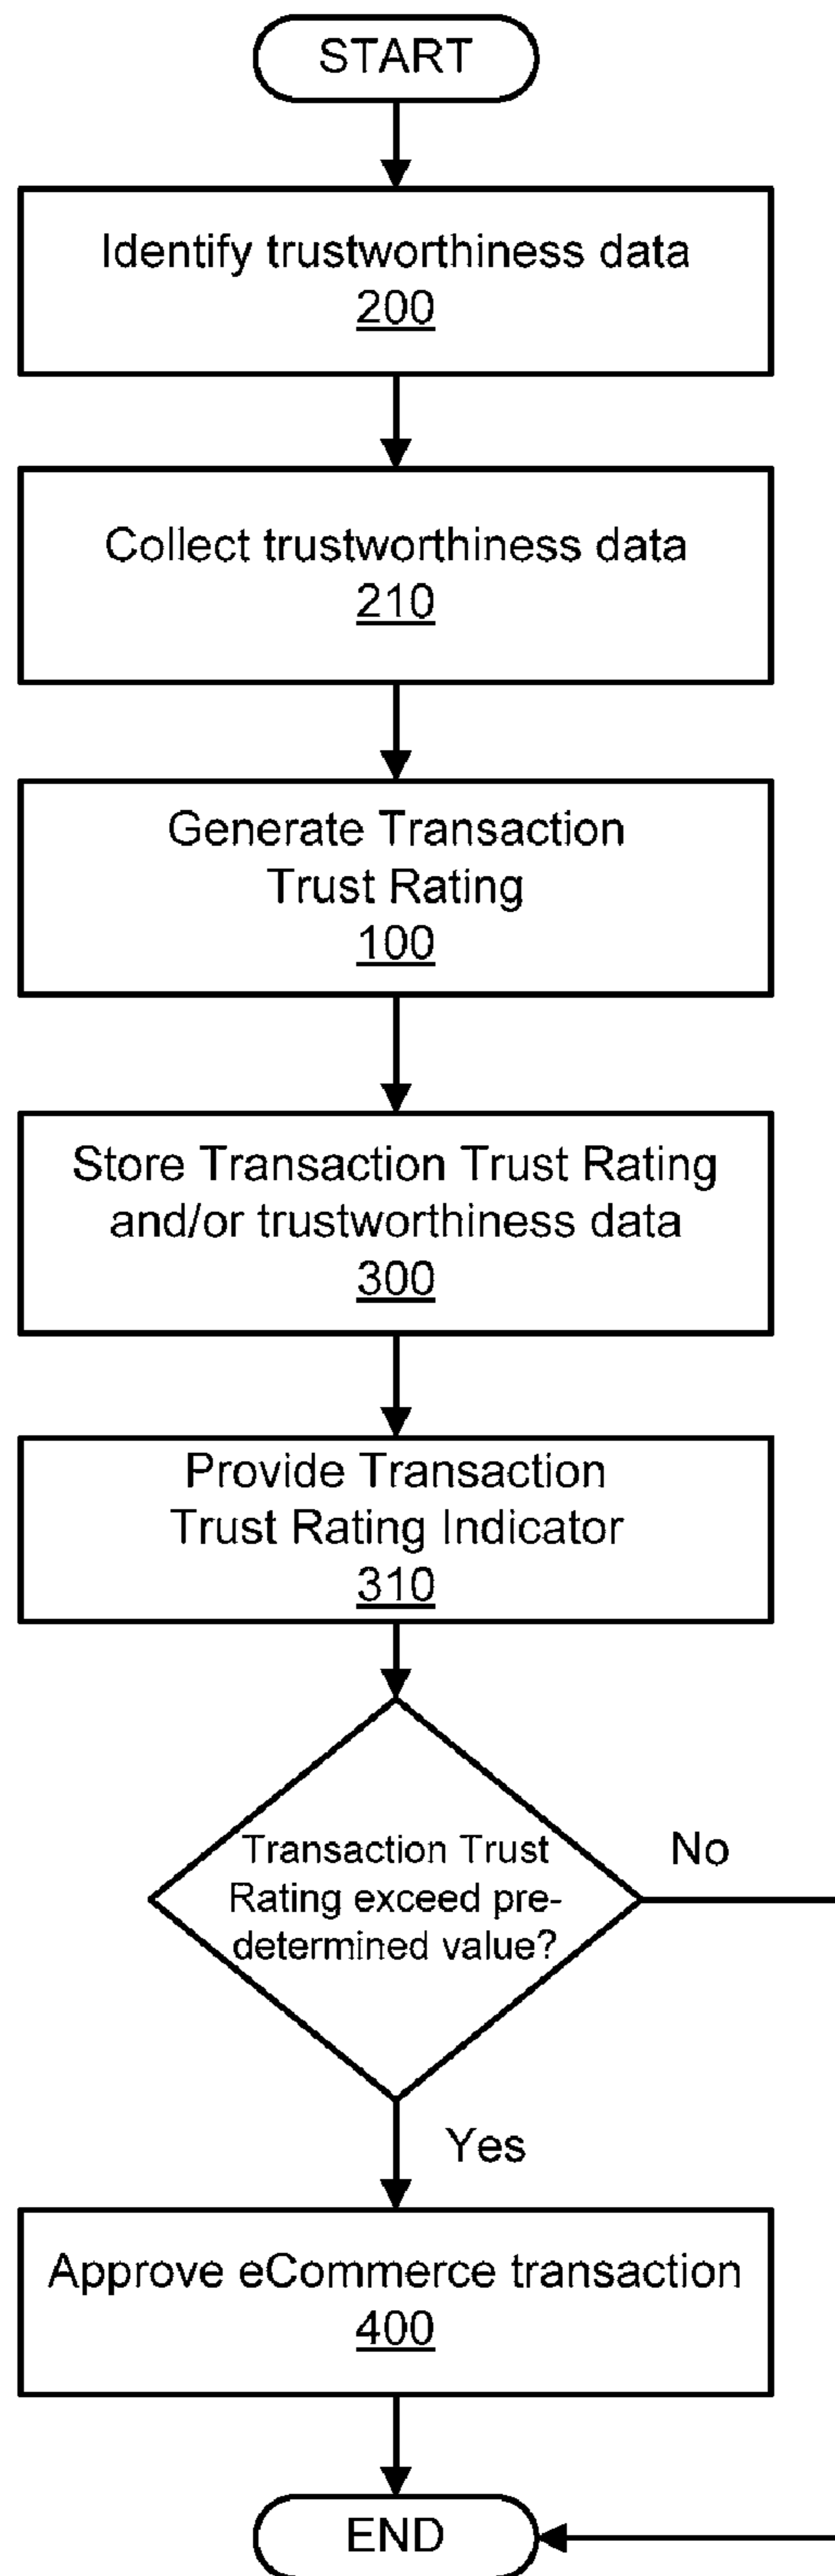 START
Identify trustworthiness data
200
Collect trustworthiness data
210
Generate Transaction
Trust Rating
100
Store Transaction Trust Rating
and/or trustworthiness data
300
Provide Transaction
Trust Rating Indicator
310
Transaction Trust
Rating exceed pre-
determined value?
No
Yes
Approve eCommerce transaction
400
END